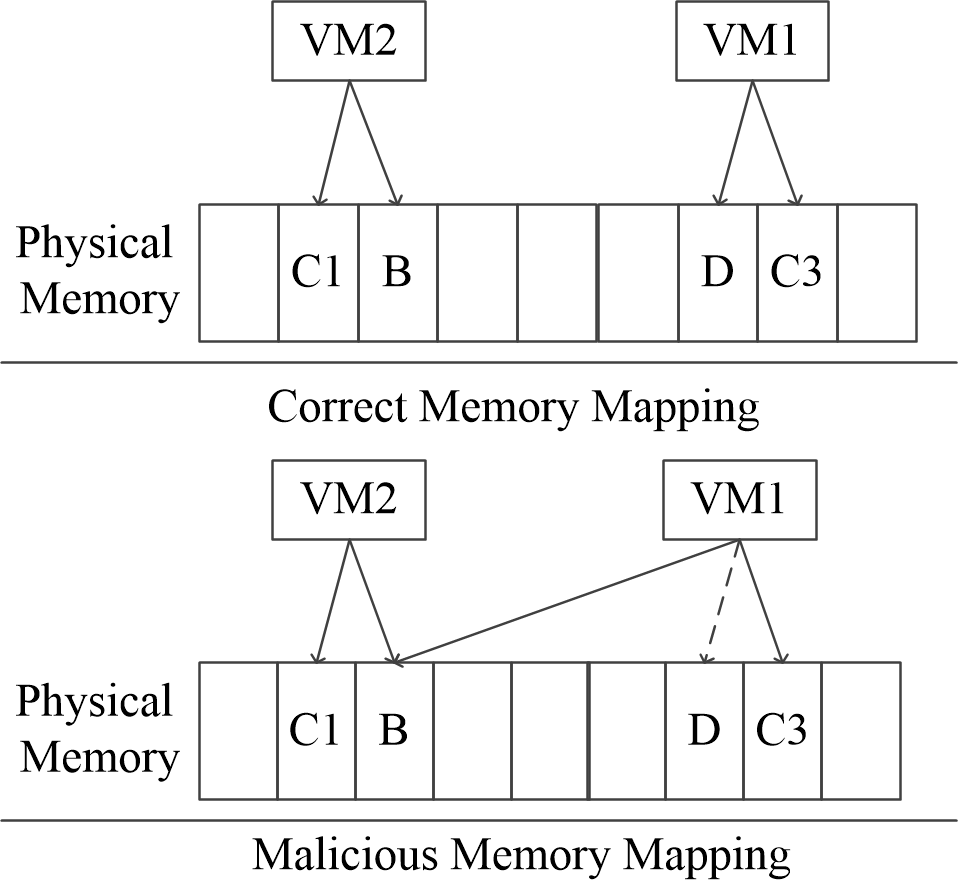 VM2 VM1
Physical
Memory
C1 B D C3
Correct Memory Mapping
VM2 VM1
Physical
Memory
C1 B D C3
Malicious Memory Mapping